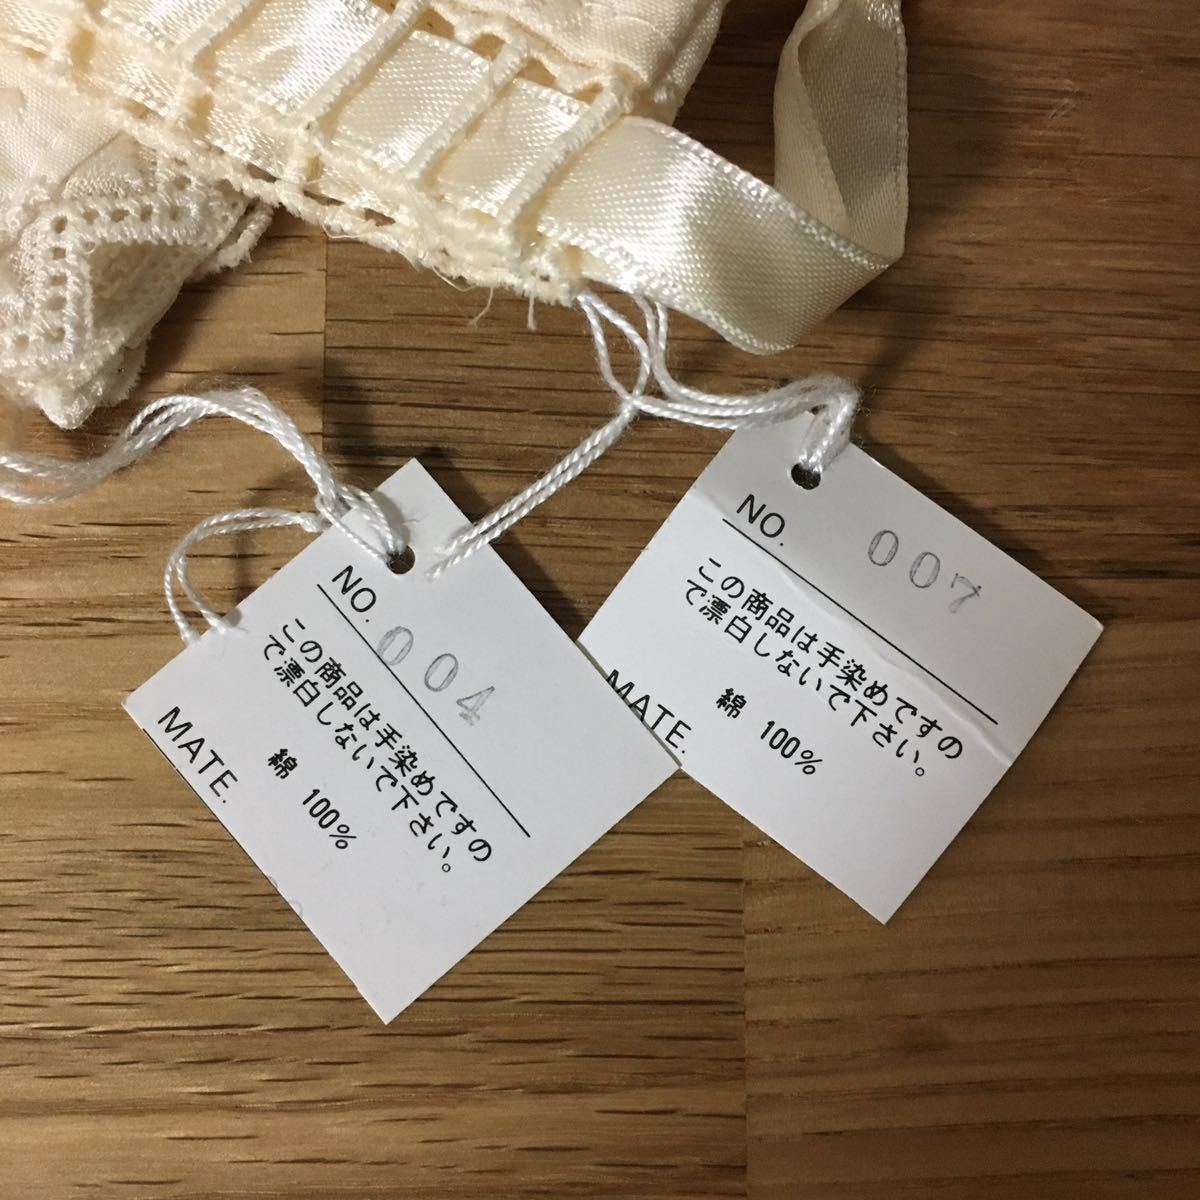 NO. 004
この商品は手染めですの
で漂白しないで下さい。
綿 100%
MATE.
NO. 007
この商品は手染めですの
で漂白しないで下さい。
綿 100%
MATE.